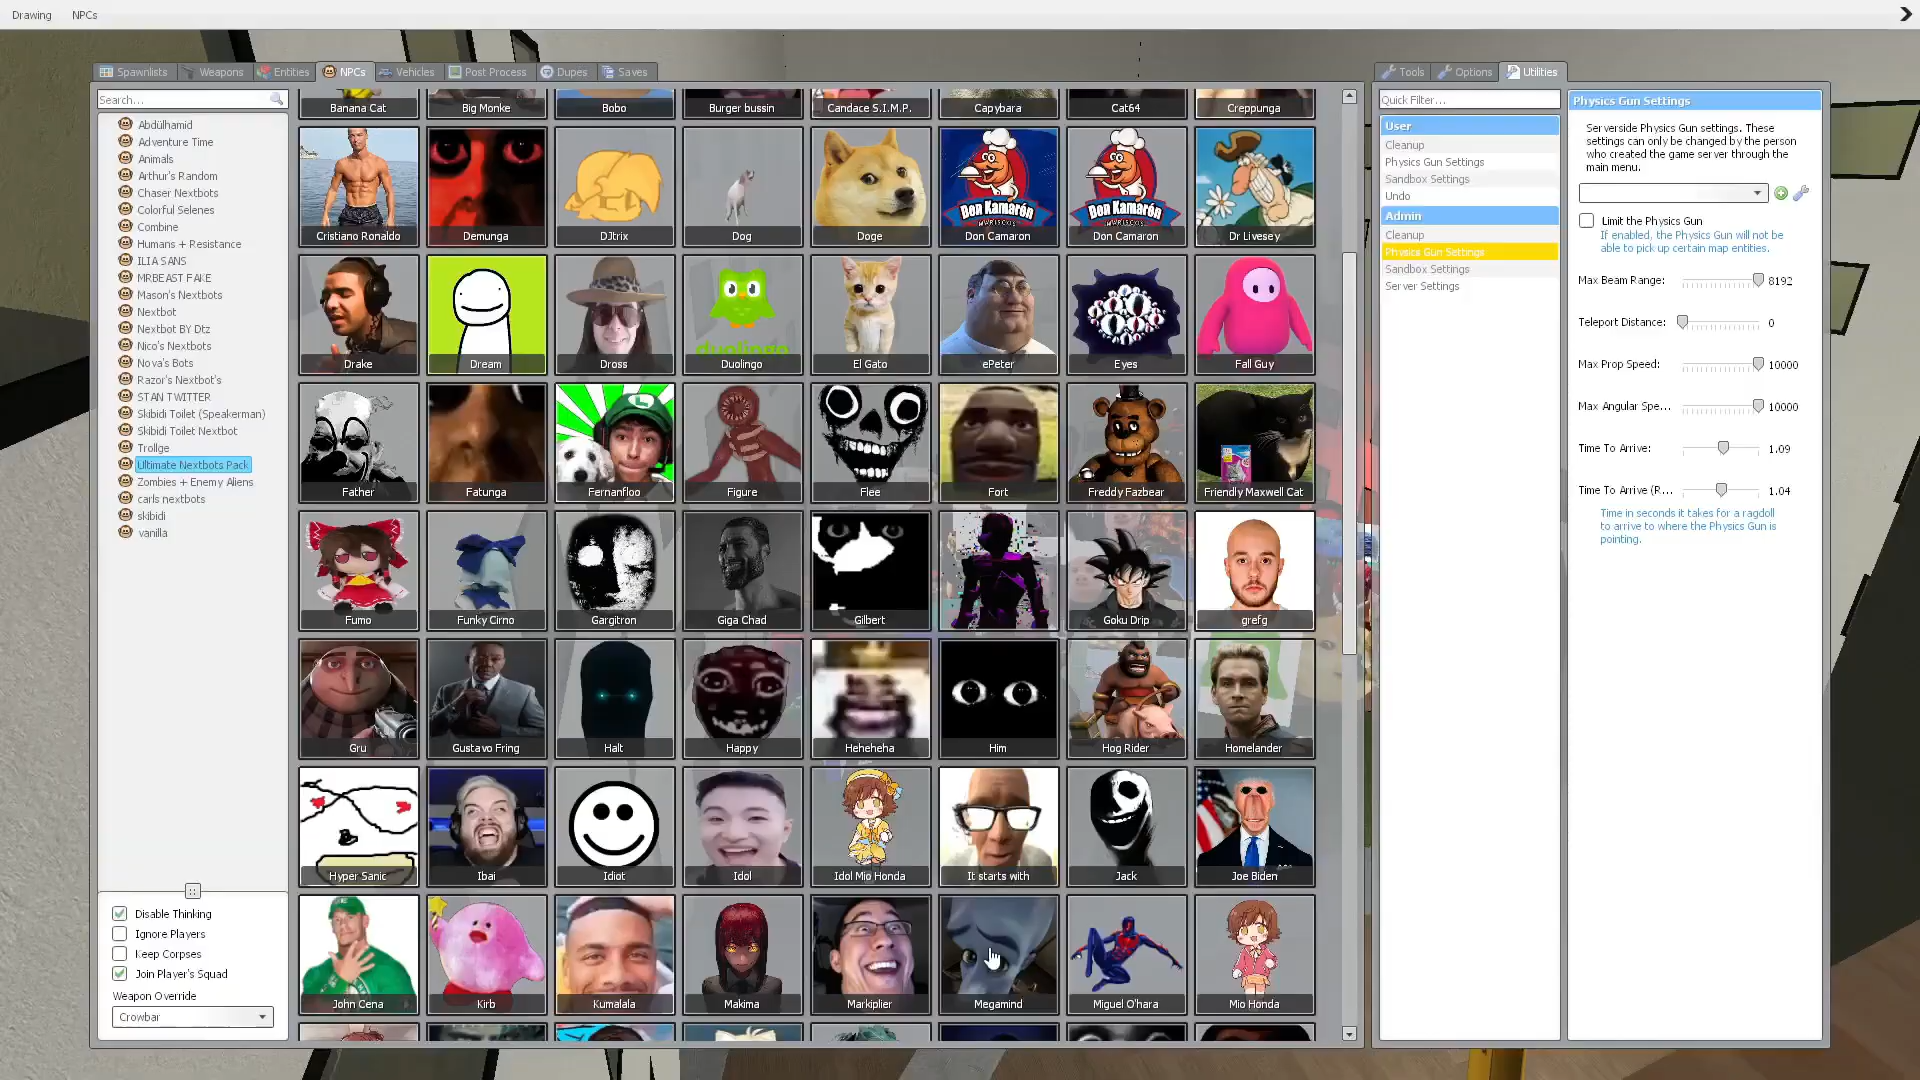 Drawing
NPCs
Spawnlists
Weapons
Entities
NPCs
Vehicles
Post Process
Dupes
Saves
Search...
Abdülhamid
Adventure Time
Animals
Arthur's Random
Chaser Nextbots
Colorful Selenes
Combine
Humans + Resistance
ILIA SANS
MRBEAST FAKE
Mason's Nextbots
Nextbot
Nextbot BY Dtz
Nico's Nextbots
Nova's Bots
Razor's Nextbot's
STAN TWITTER
Skibidi Toilet (Speakerman)
Skibidi Toilet Nextbot
Trollge
Ultimate Nextbots Pack
Zombies + Enemy Aliens
carls nextbots
skibidi
vanilla
Disable Thinking
Ignore Players
Keep Corpses
Join Player's Squad
Weapon Override
Crowbar
Banana Cat
Big Monke
Bobo
Burger bussin
Candace S.I.M.P.
Capybara
Cat64
Creppunga
Don Kamarón
MARISCOS
Don Kamarón
MARISCOS
Cristiano Ronaldo
Demunga
DJtrix
Dog
Doge
Don Camaron
Don Camaron
Dr Livesey
duolingo
Drake
Dream
Dross
Duolingo
El Gato
ePeter
Eyes
Fall Guy
Father
Fatunga
Fernanfloo
Figure
Flee
Fort
Freddy Fazbear
Friendly Maxwell Cat
Fumo
Funky Cirno
Gargitron
Giga Chad
Gilbert
Goku Drip
grefg
Gru
Gustavo Fring
Halt
Happy
Heheheha
Him
Hog Rider
Homelander
Hyper Sanic
Ibai
Idiot
Idol
Idol Mio Honda
It starts with
Jack
Joe Biden
John Cena
Kirb
Kumalala
Makima
Markiplier
Megamind
Miguel O'hara
Mio Honda
Tools
Options
Utilities
Quick Filter...
User
Cleanup
Physics Gun Settings
Sandbox Settings
Undo
Admin
Cleanup
Physics Gun Settings
Sandbox Settings
Server Settings
Physics Gun Settings
Serverside Physics Gun settings. These
settings can only be changed by the person
who created the game server through the
main menu.
Limit the Physics Gun
If enabled, the Physics Gun will not be
able to pick up certain map entities.
Max Beam Range: 8192
Teleport Distance: 0
Max Prop Speed: 10000
Max Angular Spe... 10000
Time To Arrive: 1.09
Time To Arrive (R... 1.04
Time in seconds it takes for a ragdoll
to arrive to where the Physics Gun is
pointing.